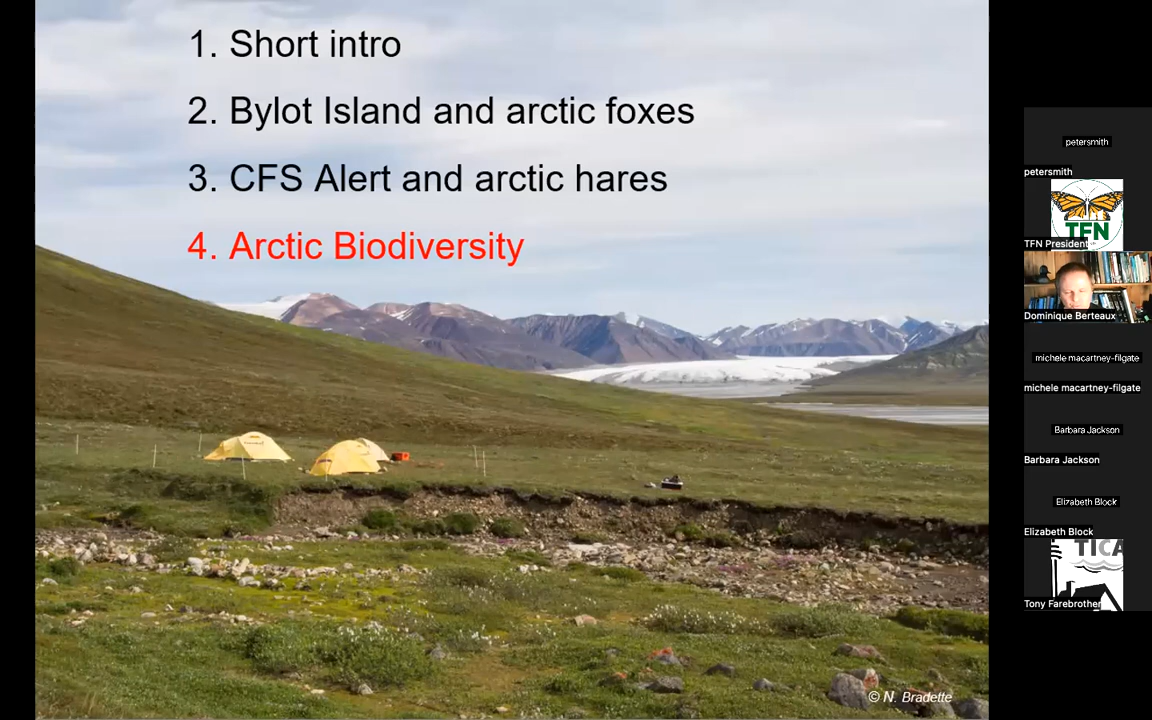 1. Short intro
2. Bylot Island and arctic foxes
3. CFS Alert and arctic hares
4. Arctic Biodiversity
© N. Bradette
petersmith
petersmith
TFN
TFN President
Dominique Berteaux
michele macartney-filgate
michele macartney-filgate
Barbara Jackson
Barbara Jackson
Elizabeth Block
Elizabeth Block
TICA
Tony Farebrother